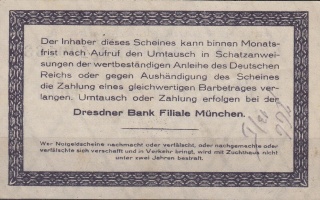 Der Inhaber dieses Scheines kann binnen Monats-
frist nach Aufruf den Umtausch in Schatzanwei-
sungen der wertbeständigen Anleihe des Deutschen
Reichs oder gegen Aushändigung des Scheines
die Zahlung eines gleichwertigen Barbetrages ver-
langen. Umtausch oder Zahlung erfolgen bei der
Dresdner Bank Filiale München.
Wer Notgeldscheine nachmacht oder verfälscht, oder nachgemachte oder
verfälschte sich verschafft und in Verkehr bringt, wird mit Zuchthaus nicht
unter zwei Jahren bestraft.